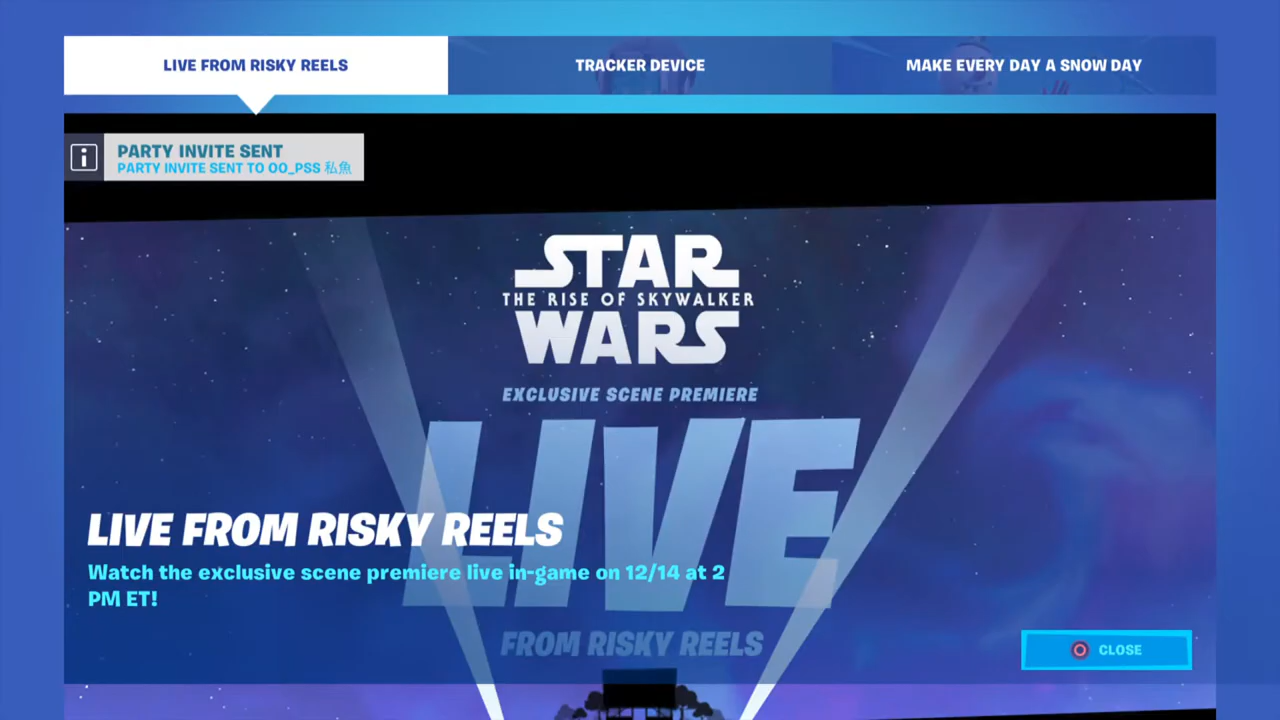 LIVE FROM RISKY REELS
TRACKER DEVICE
MAKE EVERY DAY A SNOW DAY
PARTY INVITE SENT
PARTY INVITE SENT TO OO_PSS 私魚
STAR
THE RISE OF SKYWALKER
WARS
EXCLUSIVE SCENE PREMIERE
LIVE
FROM RISKY REELS
LIVE FROM RISKY REELS
Watch the exclusive scene premiere live in-game on 12/14 at 2
PM ET!
CLOSE